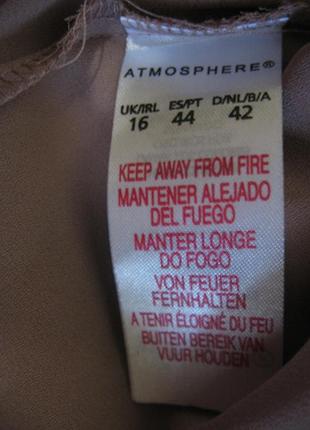 ATMOSPHERE®
UK/IRL ES/PT D/NL/B/A
16 44 42
KEEP AWAY FROM FIRE
MANTENER ALEJADO
DEL FUEGO
MANTER LONGE
DO FOGO
VON FEUER
FERNHALTEN
A TENIR ÉLOIGNÉ DU FEU
BUITEN BEREIK VAN
VUUR HOUDEN